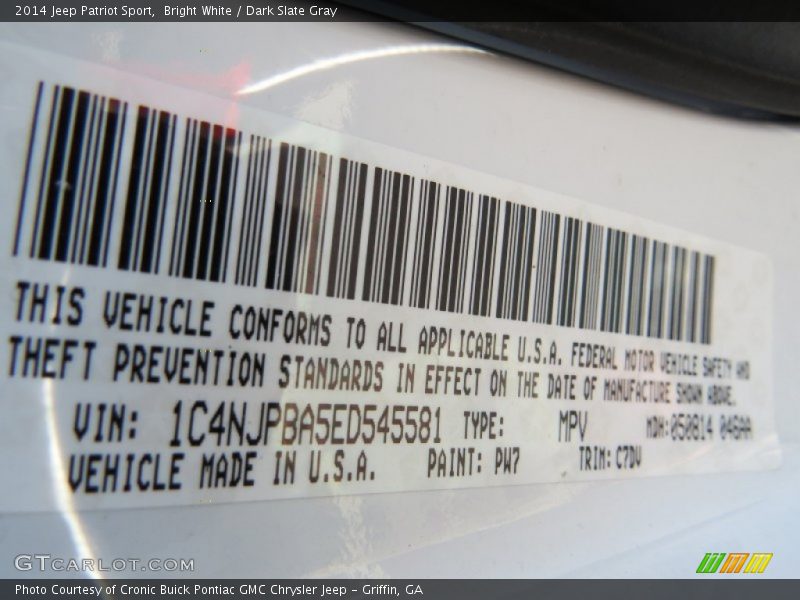 2014 Jeep Patriot Sport, Bright White / Dark Slate Gray
THIS VEHICLE CONFORMS TO ALL APPLICABLE U.S.A. FEDERAL MOTOR VEHICLE SAFETY AND
THEFT PREVENTION STANDARDS IN EFFECT ON THE DATE OF MANUFACTURE SHOWN ABOVE.
VIN: 1C4NJPBA5ED545581 TYPE: MPV MDH:050814 046AA
VEHICLE MADE IN U.S.A. PAINT: PW7 TRIM: C7DV
GTCARLOT.COM
Photo Courtesy of Cronic Buick Pontiac GMC Chrysler Jeep - Griffin, GA